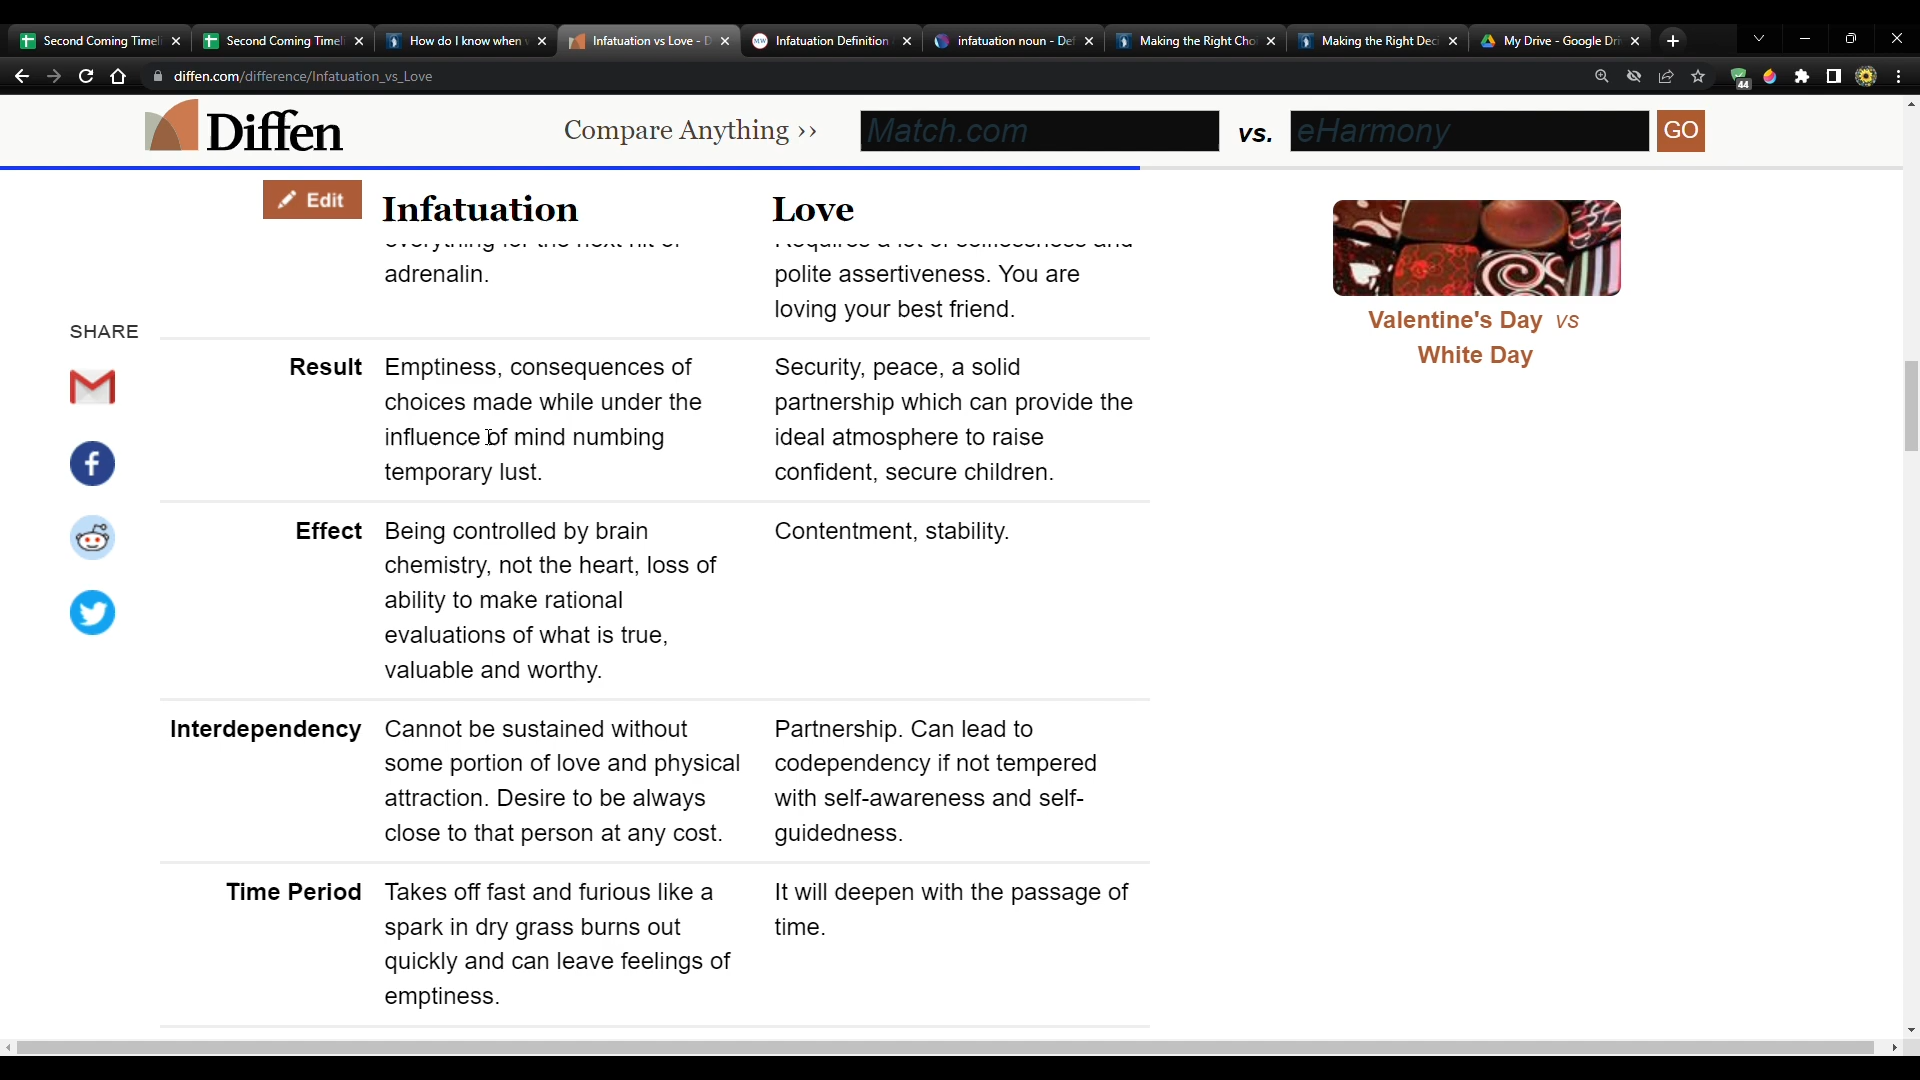 Second Coming Timeli
Second Coming Timeli
How do I know when
Infatuation vs Love - D
Infatuation Definition
infatuation noun - Def
Making the Right Cho
Making the Right Deci
My Drive - Google Dri
diffen.com/difference/Infatuation_vs_Love
44
Diffen
Compare Anything ››
Match.com
vs.
eHarmony
GO
Edit
Infatuation
Love
adrenalin.
polite assertiveness. You are
loving your best friend.
Valentine's Day vs
White Day
SHARE
Result
Emptiness, consequences of
choices made while under the
influence of mind numbing
temporary lust.
Security, peace, a solid
partnership which can provide the
ideal atmosphere to raise
confident, secure children.
Effect
Being controlled by brain
chemistry, not the heart, loss of
ability to make rational
evaluations of what is true,
valuable and worthy.
Contentment, stability.
Interdependency
Cannot be sustained without
some portion of love and physical
attraction. Desire to be always
close to that person at any cost.
Partnership. Can lead to
codependency if not tempered
with self-awareness and self-
guidedness.
Time Period
Takes off fast and furious like a
spark in dry grass burns out
quickly and can leave feelings of
emptiness.
It will deepen with the passage of
time.